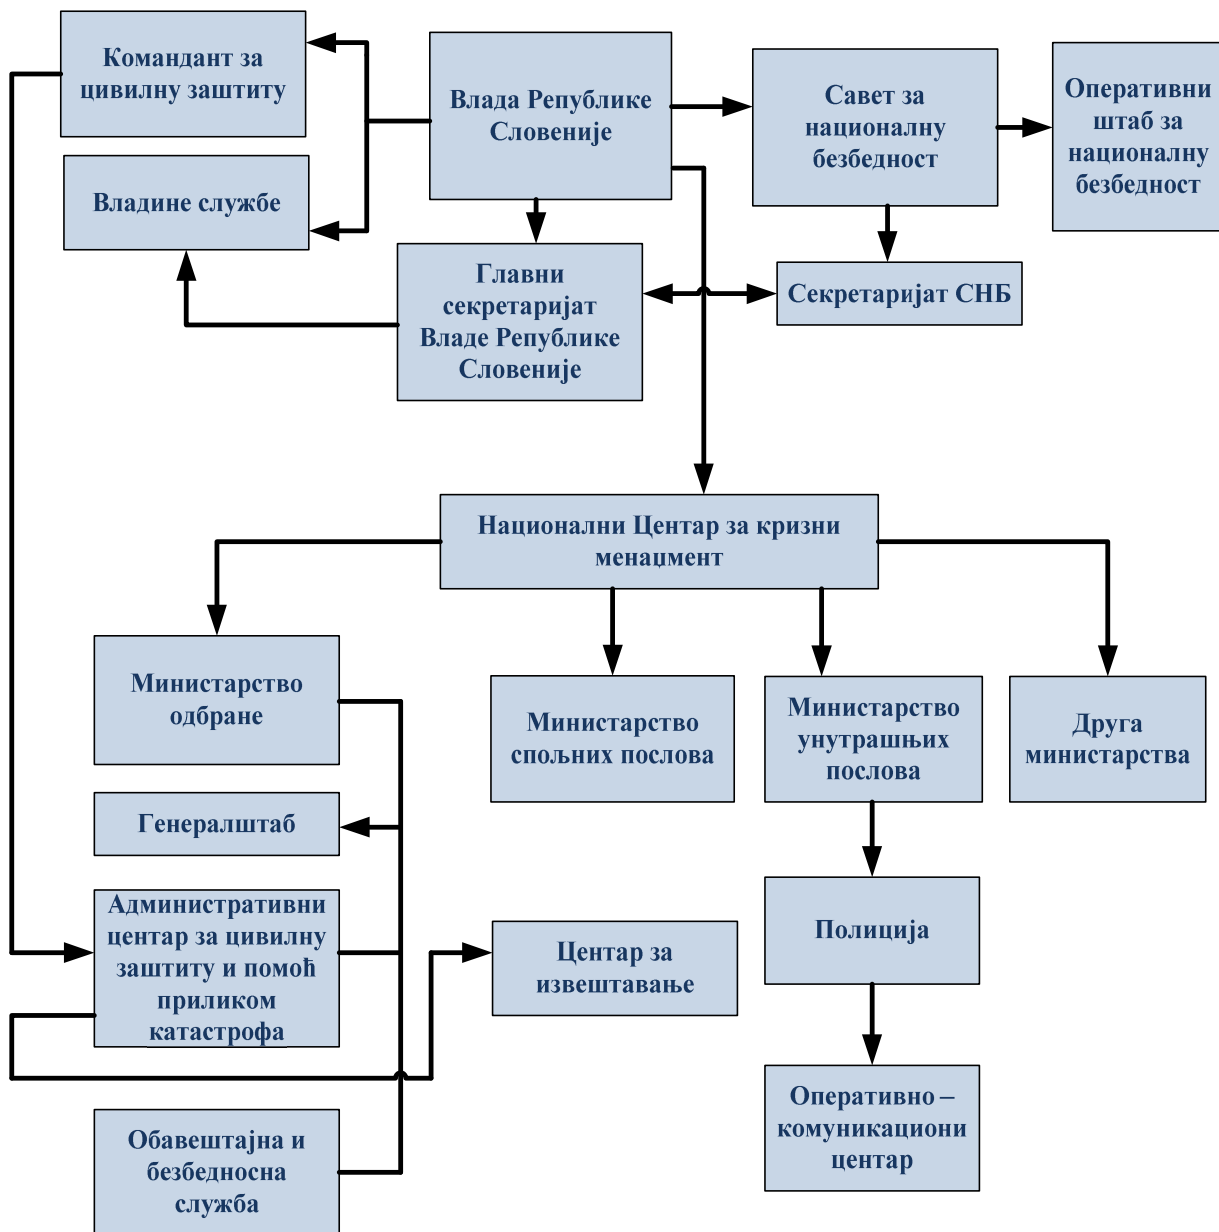 Командант за
цивилну заштиту
Влада Републике
Словеније
Савет за
националну
безбедност
Оперативни
штаб за
националну
безбедност
Владине службе
Главни
секретаријат
Владе Републике
Словеније
Секретаријат СНБ
Национални Центар за кризни
менаџмент
Министарство
одбране
Министарство
спољних послова
Министарство
унутрашњих
послова
Друга
министарства
Генералштаб
Административни
центар за цивилну
заштиту и помоћ
приликом
катастрофа
Центар за
извештавање
Полиција
Оперативно –
комуникациони
центар
Обавештајна и
безбедносна
служба